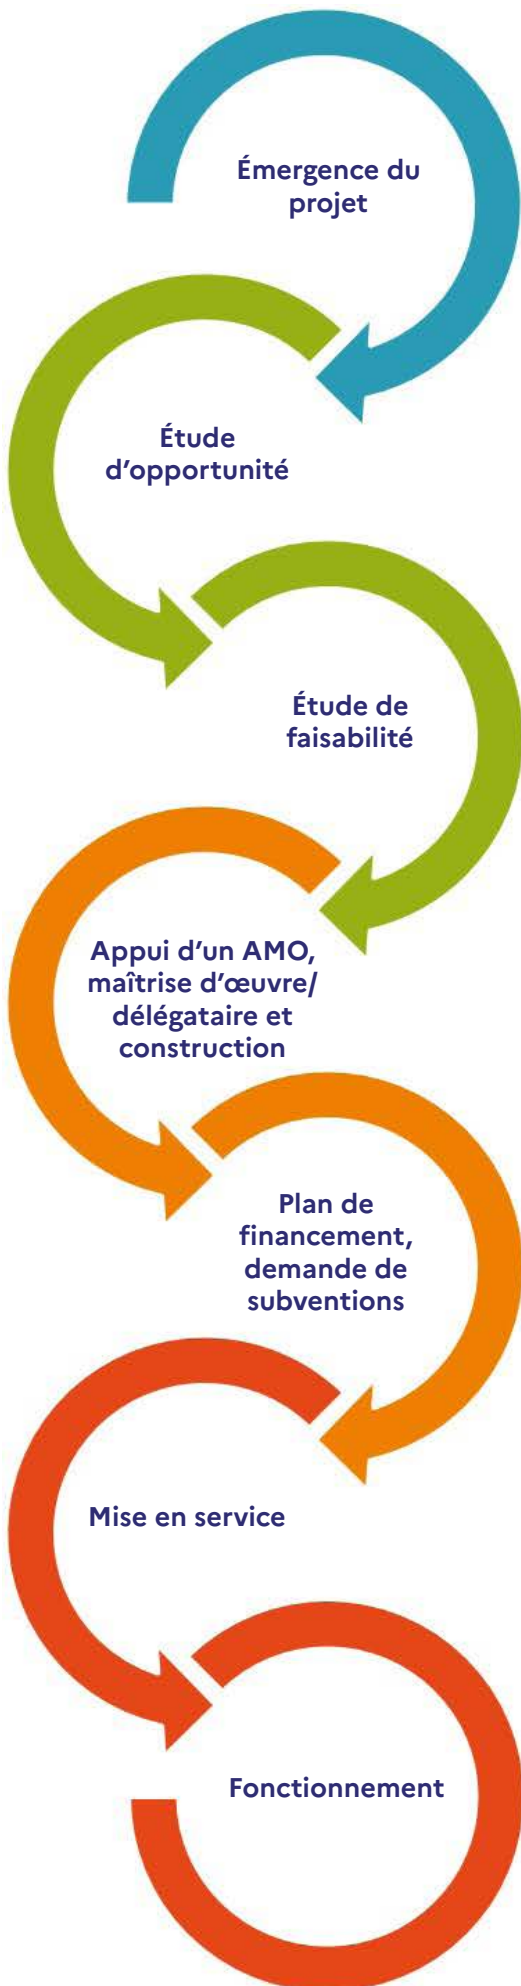 Émergence du
projet
Étude
d’opportunité
Étude de
faisabilité
Appui d’un AMO,
maîtrise d’œuvre/
délégataire et
construction
Plan de
financement,
demande de
subventions
Mise en service
Fonctionnement